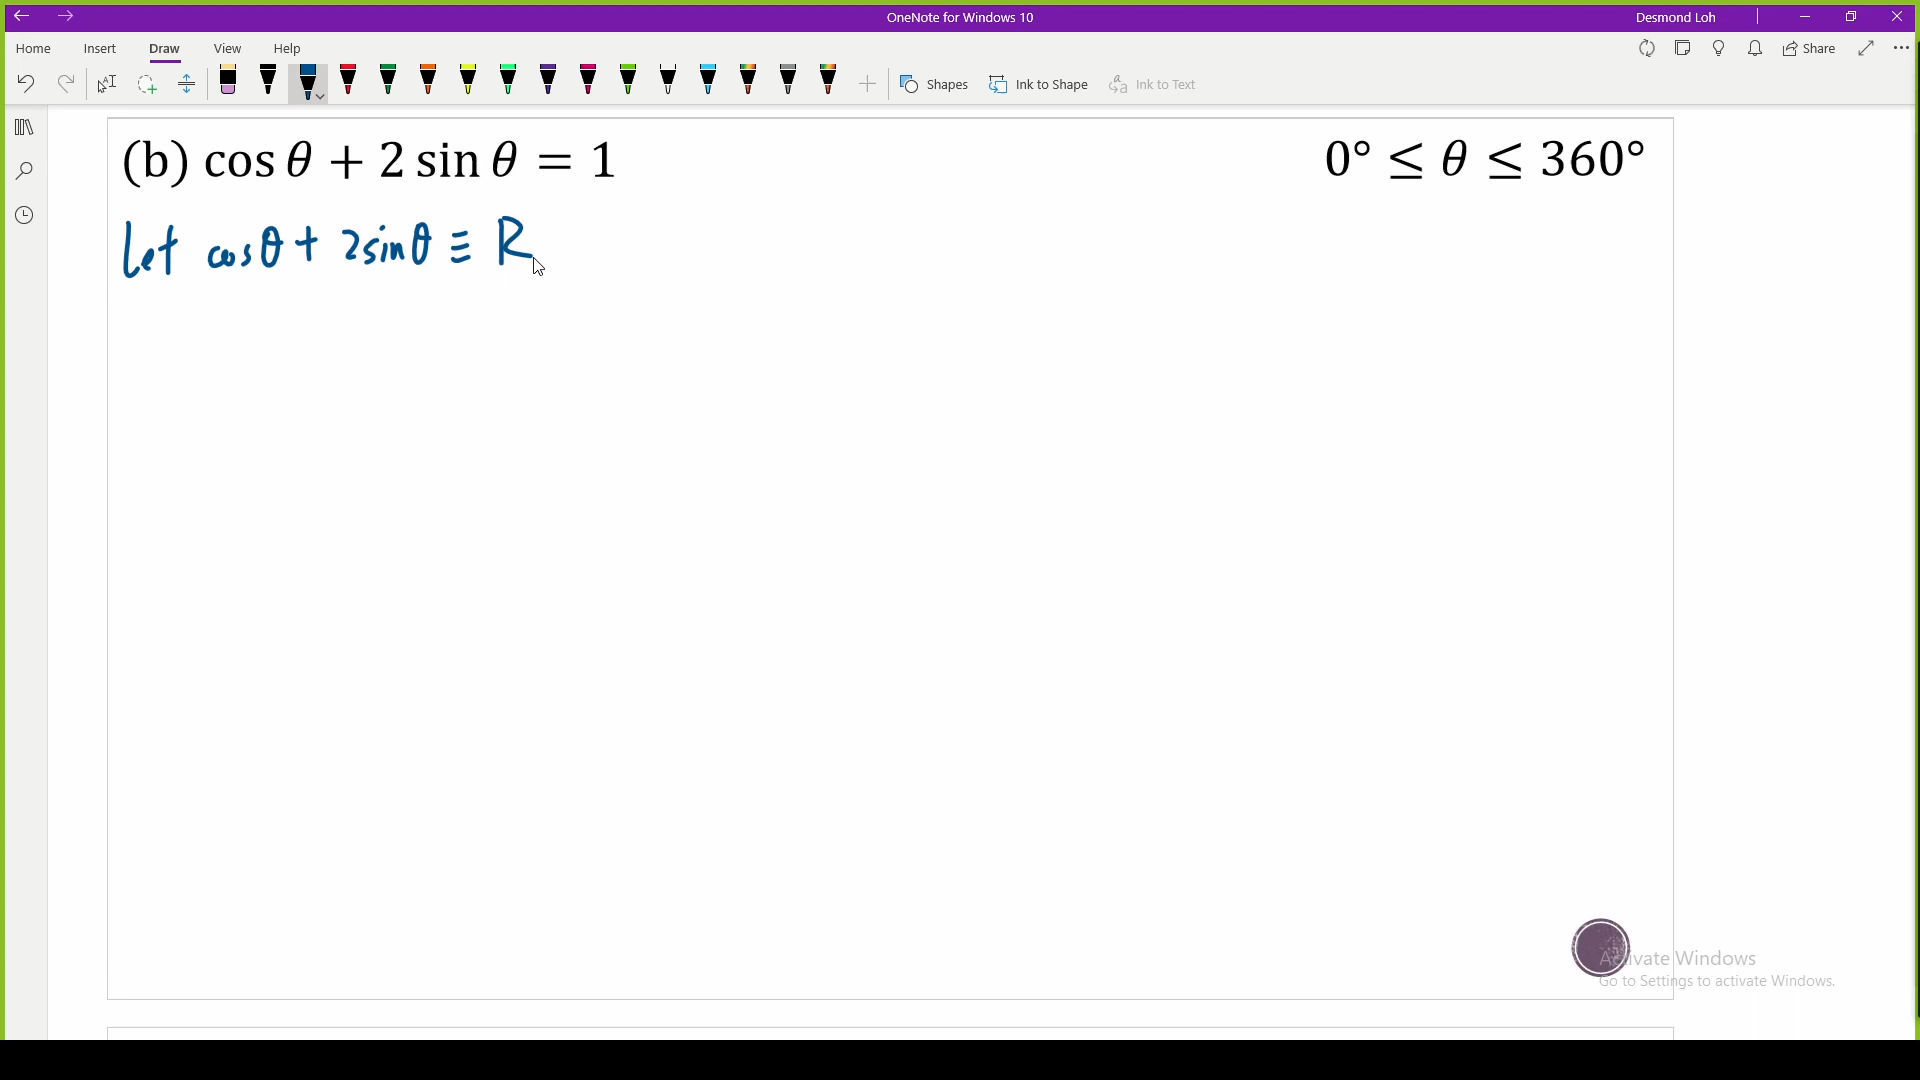 OneNote for Windows 10
Desmond Loh
Home Insert Draw View Help
Share
Shapes Ink to Shape Ink to Text
(b) cos θ + 2 sin θ = 1
0° ≤ θ ≤ 360°
Let cosθ + 2sinθ ≡ R
Activate Windows
Go to Settings to activate Windows.